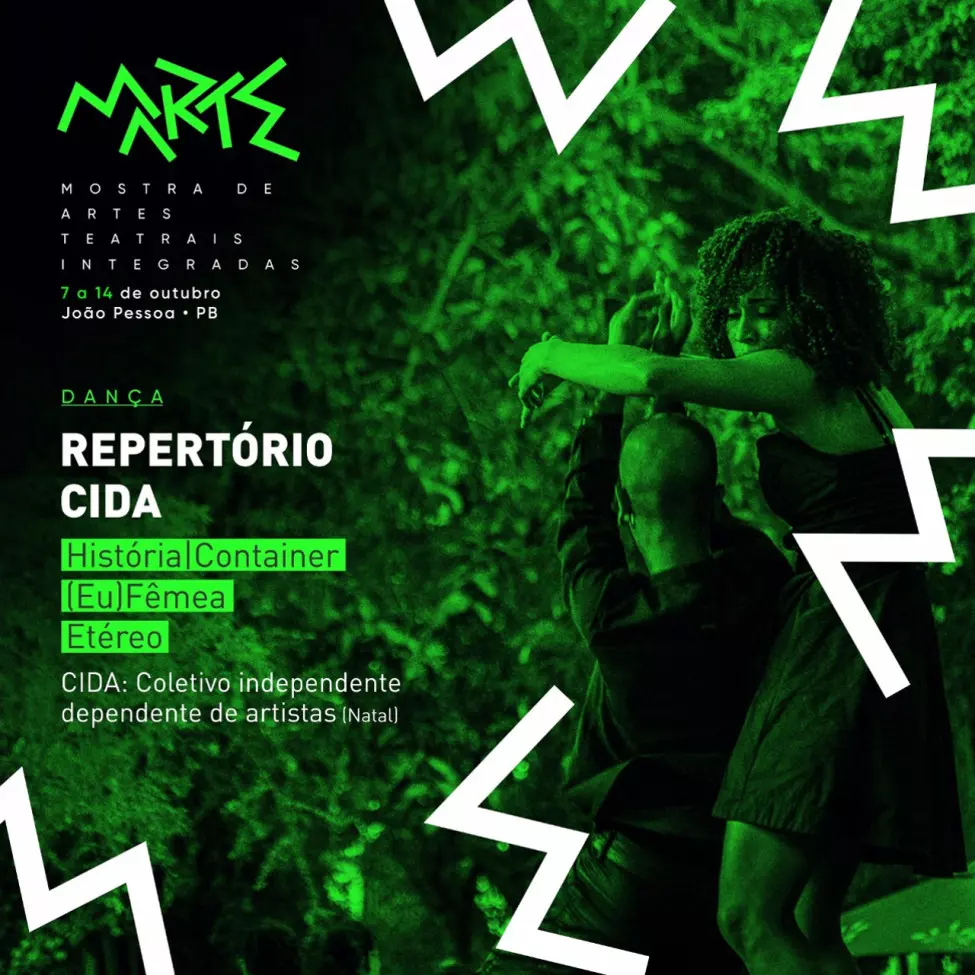 MARTE
MOSTRA DE
ARTES
TEATRAIS
INTEGRADAS
7 a 14 de outubro
João Pessoa • PB
DANÇA
REPERTÓRIO
CIDA
História|Container
(Eu)Fêmea
Etéreo
CIDA: Coletivo independente
dependente de artistas (Natal)